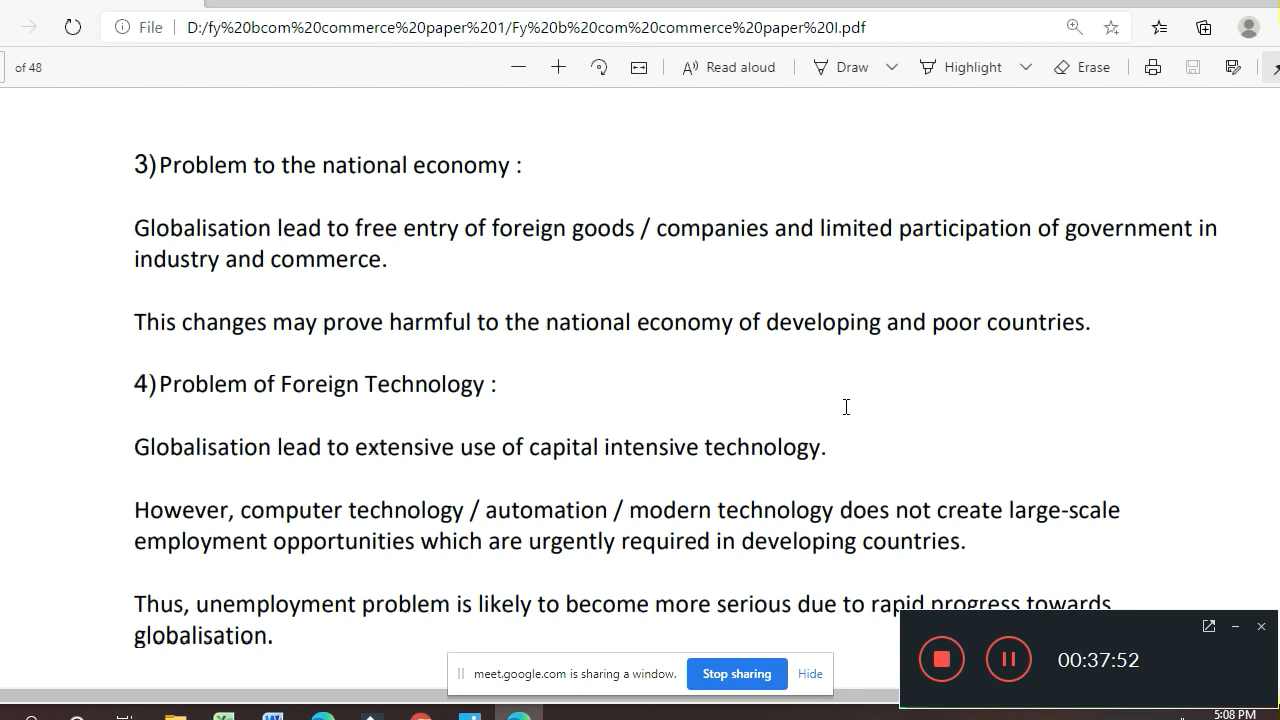 File D:/fy%20bcom%20commerce%20paper%201/Fy%20b%20com%20commerce%20paper%20I.pdf
of 48 Read aloud Draw Highlight Erase
3)Problem to the national economy :
Globalisation lead to free entry of foreign goods / companies and limited participation of government in
industry and commerce.
This changes may prove harmful to the national economy of developing and poor countries.
4)Problem of Foreign Technology :
Globalisation lead to extensive use of capital intensive technology.
However, computer technology / automation / modern technology does not create large-scale
employment opportunities which are urgently required in developing countries.
Thus, unemployment problem is likely to become more serious due to rapid progress towards
globalisation.
00:37:52
meet.google.com is sharing a window. Stop sharing Hide
5:08 PM